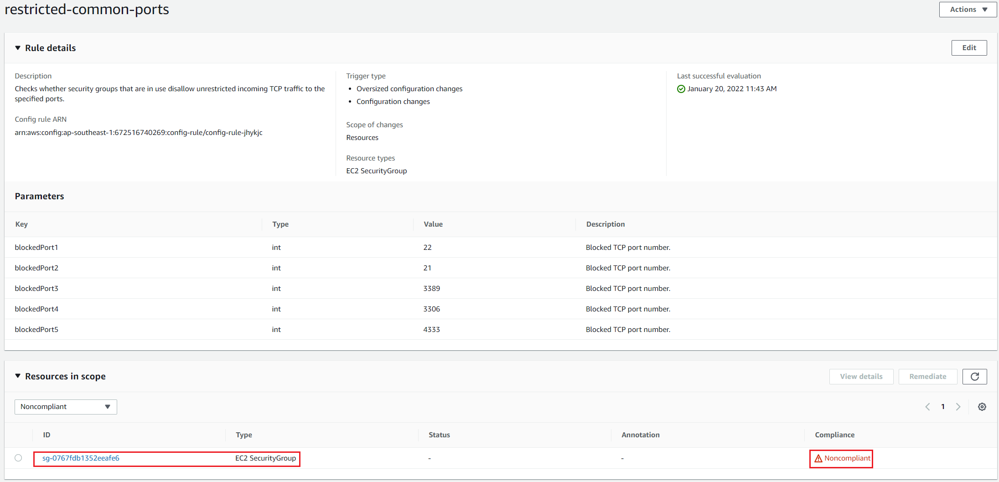 restricted-common-ports
Actions
Rule details
Edit
Description
Checks whether security groups that are in use disallow unrestricted incoming TCP traffic to the
specified ports.
Config rule ARN
arn:aws:config:ap-southeast-1:672516740269:config-rule/config-rule-jhykjc
Trigger type
• Oversized configuration changes
• Configuration changes
Scope of changes
Resources
Resource types
EC2 SecurityGroup
Last successful evaluation
January 20, 2022 11:43 AM
Parameters
Key Type Value Description
blockedPort1 int 22 Blocked TCP port number.
blockedPort2 int 21 Blocked TCP port number.
blockedPort3 int 3389 Blocked TCP port number.
blockedPort4 int 3306 Blocked TCP port number.
blockedPort5 int 4333 Blocked TCP port number.
Resources in scope
View details Remediate
Noncompliant
1
ID Type Status Annotation Compliance
sg-0767fdb1352eeafe6 EC2 SecurityGroup - - Noncompliant